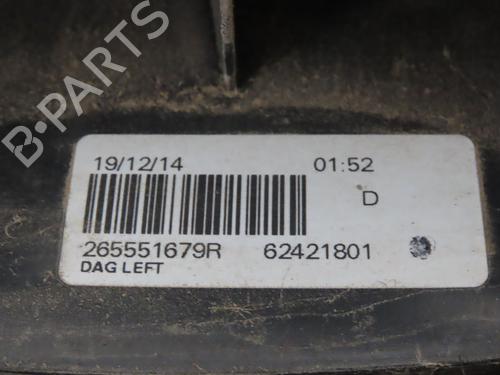 B-PARTS
19/12/14 01:52
D
265551679R 62421801
DAG LEFT